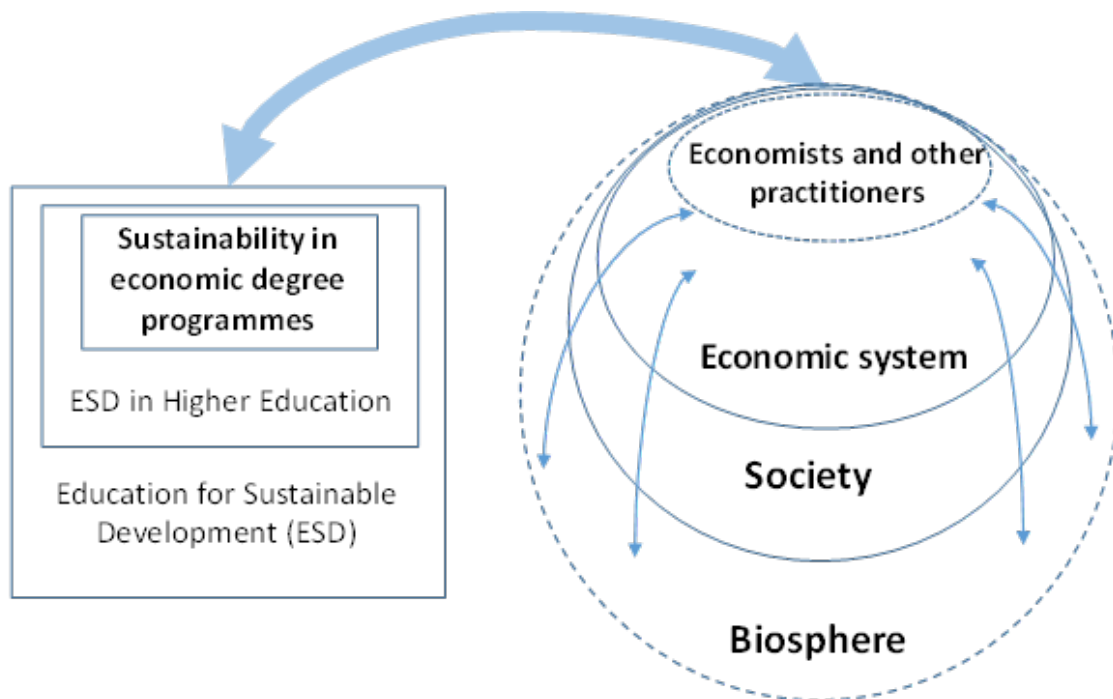 Sustainability in
economic degree
programmes
ESD in Higher Education
Education for Sustainable
Development (ESD)
Economists and other
practitioners
Economic system
Society
Biosphere